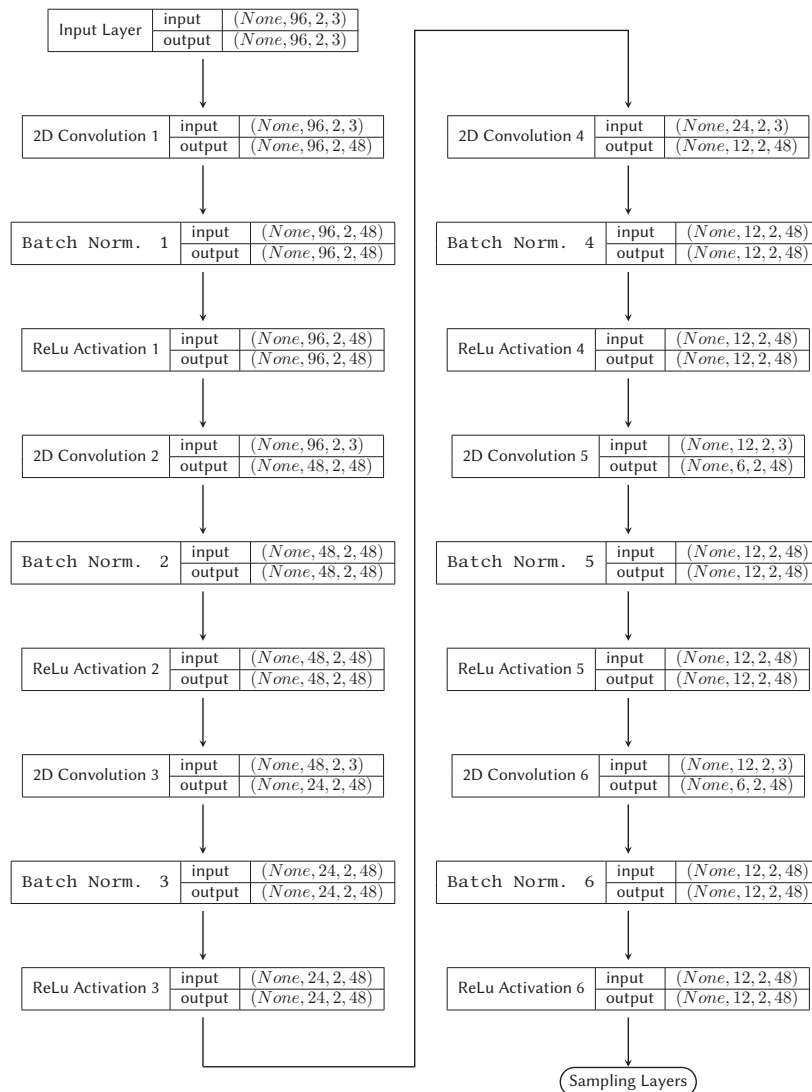 Input Layer input (None, 96, 2, 3)
output (None, 96, 2, 3)
2D Convolution 1 input (None, 96, 2, 3)
output (None, 96, 2, 48)
Batch Norm. 1 input (None, 96, 2, 48)
output (None, 96, 2, 48)
ReLu Activation 1 input (None, 96, 2, 48)
output (None, 96, 2, 48)
2D Convolution 2 input (None, 96, 2, 3)
output (None, 48, 2, 48)
Batch Norm. 2 input (None, 48, 2, 48)
output (None, 48, 2, 48)
ReLu Activation 2 input (None, 48, 2, 48)
output (None, 48, 2, 48)
2D Convolution 3 input (None, 48, 2, 3)
output (None, 24, 2, 48)
Batch Norm. 3 input (None, 24, 2, 48)
output (None, 24, 2, 48)
ReLu Activation 3 input (None, 24, 2, 48)
output (None, 24, 2, 48)
2D Convolution 4 input (None, 24, 2, 3)
output (None, 12, 2, 48)
Batch Norm. 4 input (None, 12, 2, 48)
output (None, 12, 2, 48)
ReLu Activation 4 input (None, 12, 2, 48)
output (None, 12, 2, 48)
2D Convolution 5 input (None, 12, 2, 3)
output (None, 6, 2, 48)
Batch Norm. 5 input (None, 12, 2, 48)
output (None, 12, 2, 48)
ReLu Activation 5 input (None, 12, 2, 48)
output (None, 12, 2, 48)
2D Convolution 6 input (None, 12, 2, 3)
output (None, 6, 2, 48)
Batch Norm. 6 input (None, 12, 2, 48)
output (None, 12, 2, 48)
ReLu Activation 6 input (None, 12, 2, 48)
output (None, 12, 2, 48)
Sampling Layers